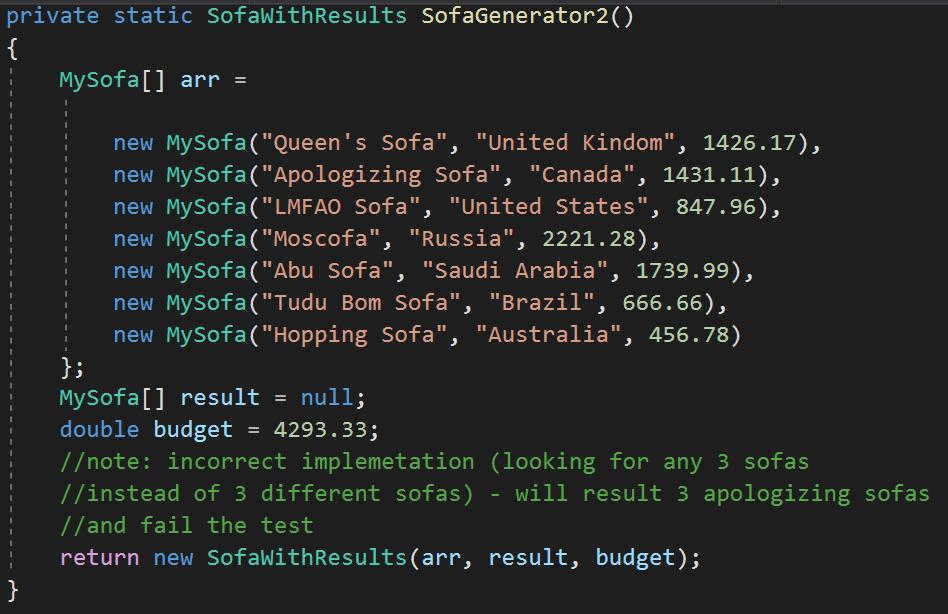 private static SofaWithResults SofaGenerator2()
{
MySofa[] arr =
new MySofa("Queen's Sofa", "United Kindom", 1426.17),
new MySofa("Apologizing Sofa", "Canada", 1431.11),
new MySofa("LMFAO Sofa", "United States", 847.96),
new MySofa("Moscofa", "Russia", 2221.28),
new MySofa("Abu Sofa", "Saudi Arabia", 1739.99),
new MySofa("Tudu Bom Sofa", "Brazil", 666.66),
new MySofa("Hopping Sofa", "Australia", 456.78)
};
MySofa[] result = null;
double budget = 4293.33;
//note: incorrect implemetation (looking for any 3 sofas
//instead of 3 different sofas) - will result 3 apologizing sofas
//and fail the test
return new SofaWithResults(arr, result, budget);
}